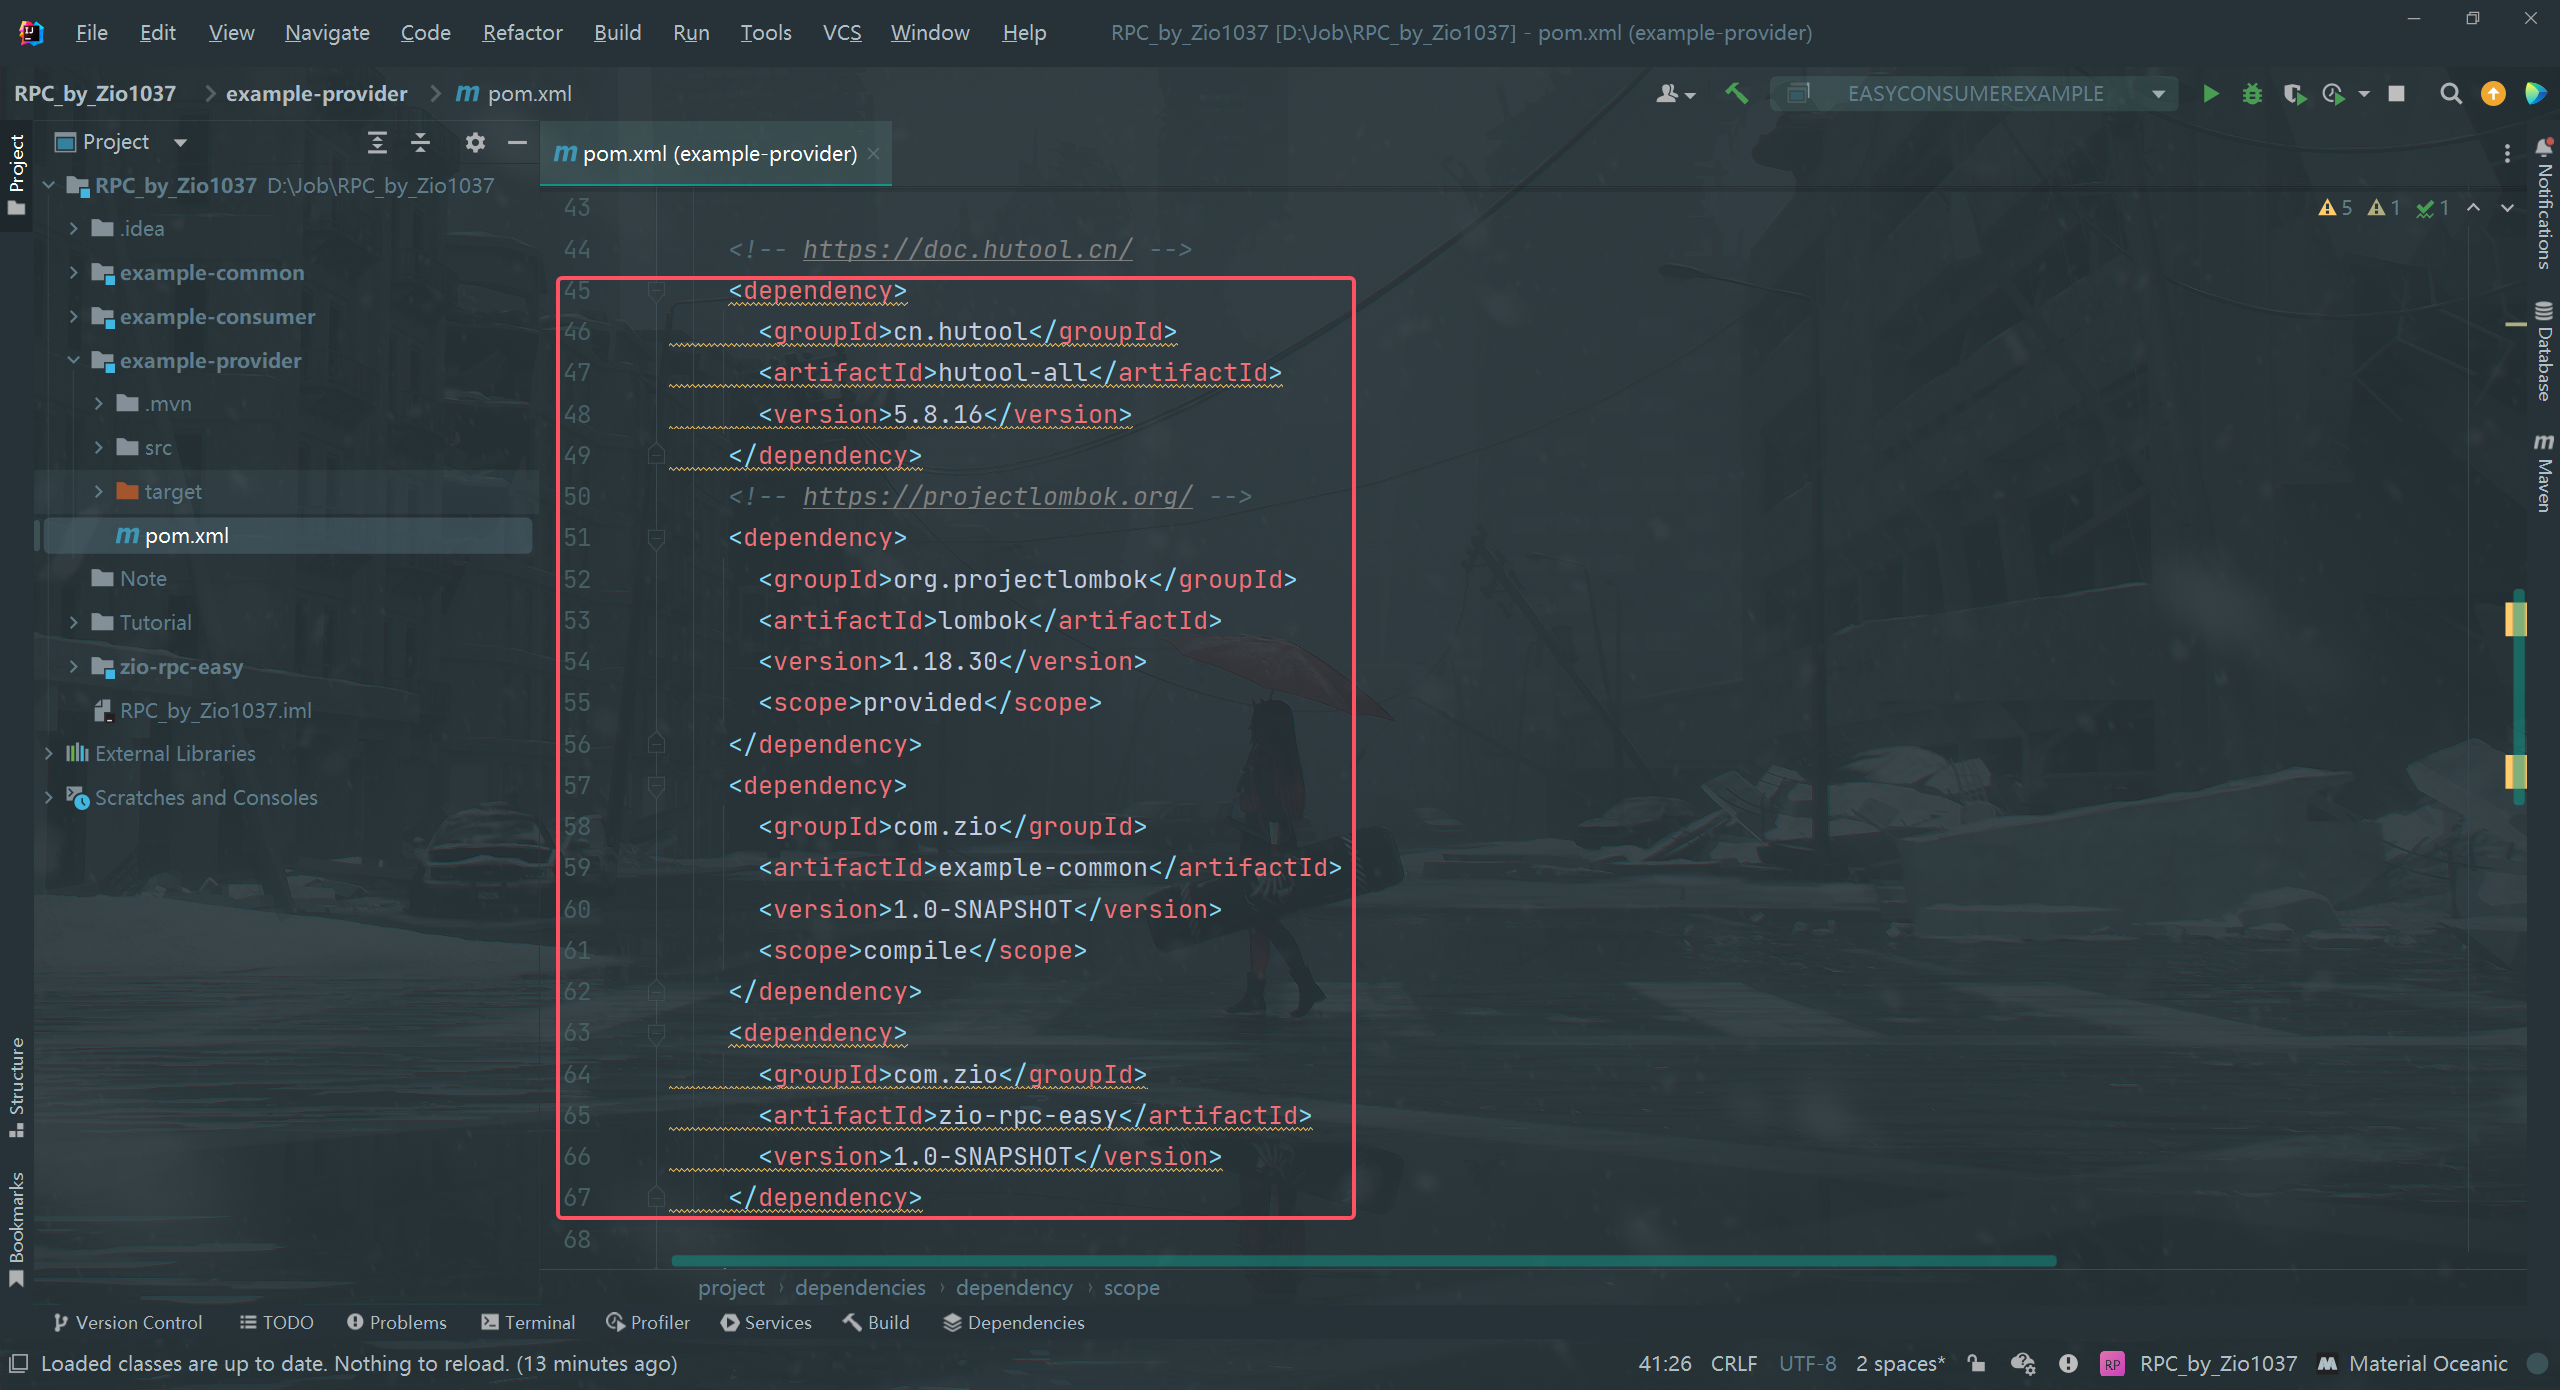 File Edit View Navigate Code Refactor Build Run Tools VCS Window Help RPC_by_Zio1037 [D:\Job\RPC_by_Zio1037] - pom.xml (example-provider)
RPC_by_Zio1037 example-provider m pom.xml EASYCONSUMEREXAMPLE
Project
Project
RPC_by_Zio1037 D:\Job\RPC_by_Zio1037
.idea
example-common
example-consumer
example-provider
.mvn
src
target
m pom.xml
Note
Tutorial
zio-rpc-easy
RPC_by_Zio1037.iml
External Libraries
Scratches and Consoles
Structure
Bookmarks
m pom.xml (example-provider)
5 1 1
43
44 <!-- https://doc.hutool.cn/ -->
45 <dependency>
46 <groupId>cn.hutool</groupId>
47 <artifactId>hutool-all</artifactId>
48 <version>5.8.16</version>
49 </dependency>
50 <!-- https://projectlombok.org/ -->
51 <dependency>
52 <groupId>org.projectlombok</groupId>
53 <artifactId>lombok</artifactId>
54 <version>1.18.30</version>
55 <scope>provided</scope>
56 </dependency>
57 <dependency>
58 <groupId>com.zio</groupId>
59 <artifactId>example-common</artifactId>
60 <version>1.0-SNAPSHOT</version>
61 <scope>compile</scope>
62 </dependency>
63 <dependency>
64 <groupId>com.zio</groupId>
65 <artifactId>zio-rpc-easy</artifactId>
66 <version>1.0-SNAPSHOT</version>
67 </dependency>
68
project › dependencies › dependency › scope
Notifications
Database
m Maven
Version Control TODO Problems Terminal Profiler Services Build Dependencies
Loaded classes are up to date. Nothing to reload. (13 minutes ago) 41:26 CRLF UTF-8 2 spaces* RP RPC_by_Zio1037 Material Oceanic